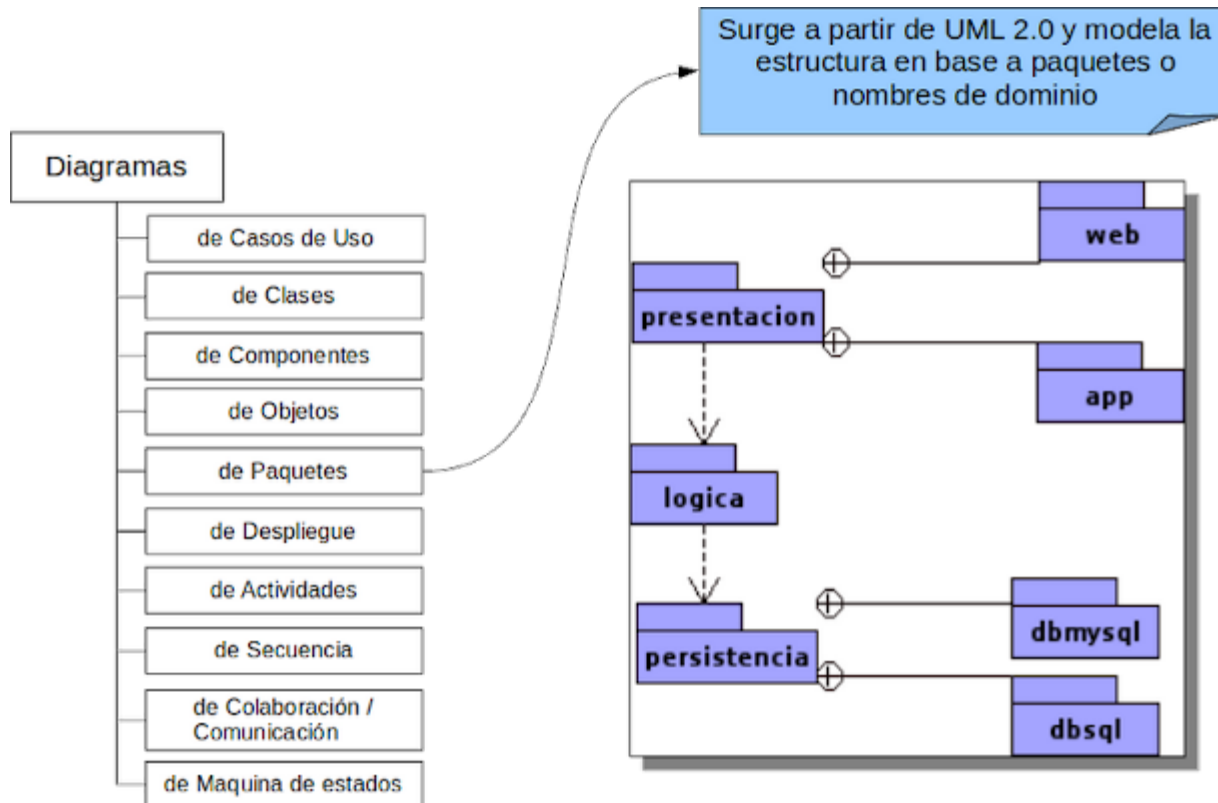 Surge a partir de UML 2.0 y modela la
estructura en base a paquetes o
nombres de dominio
Diagramas
de Casos de Uso
de Clases
de Componentes
de Objetos
de Paquetes
de Despliegue
de Actividades
de Secuencia
de Colaboración /
Comunicación
de Maquina de estados
web
presentacion
app
logica
persistencia
dbmysql
dbsql